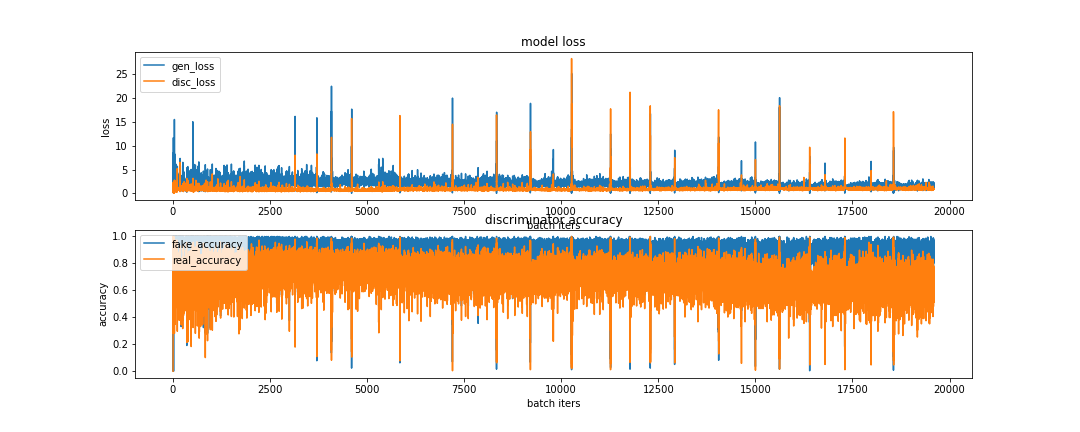 model loss
gen_loss
disc_loss
loss
25
20
15
10
5
0
0 2500 5000 7500 10000 12500 15000 17500 20000
batch iters
discriminator accuracy
fake_accuracy
real_accuracy
accuracy
1.0
0.8
0.6
0.4
0.2
0.0
0 2500 5000 7500 10000 12500 15000 17500 20000
batch iters